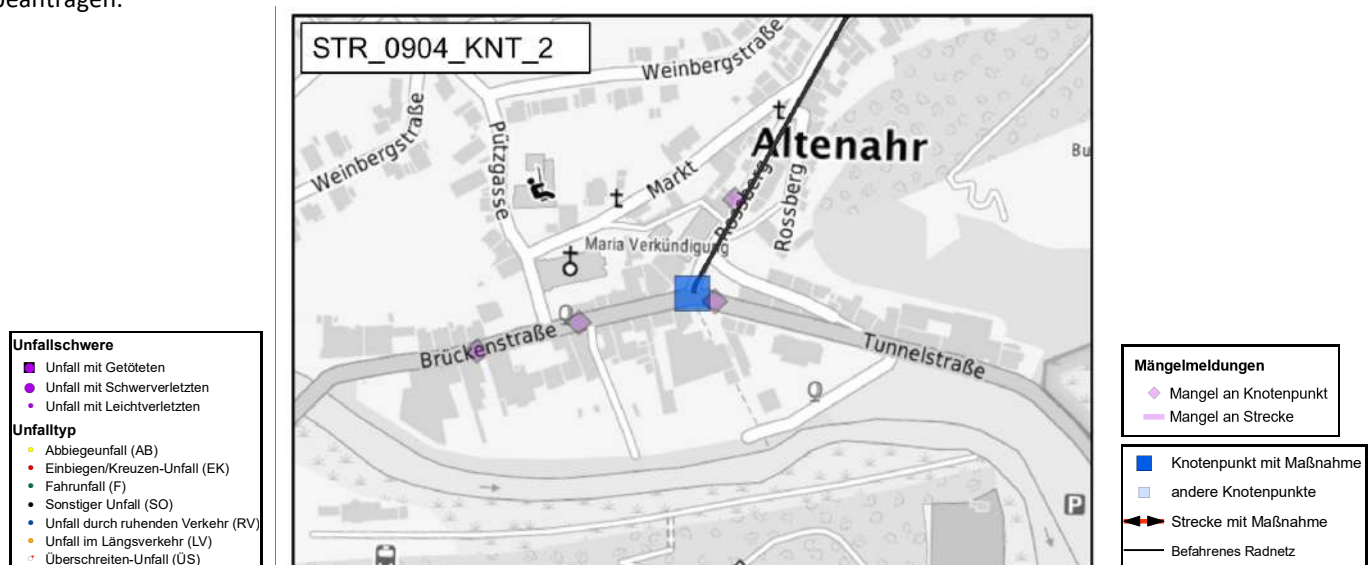 beantragen.
STR_0904_KNT_2
Weinbergstraße
Weinbergstraße
Pützgasse
Altenahr
Bu
Markt
Rossberg
Rossberg
Maria Verkündigung
Brückenstraße
Tunnelstraße
P
Unfallschwere
Unfall mit Getöteten
Unfall mit Schwerverletzten
Unfall mit Leichtverletzten
Unfalltyp
Abbiegeunfall (AB)
Einbiegen/Kreuzen-Unfall (EK)
Fahrunfall (F)
Sonstiger Unfall (SO)
Unfall durch ruhenden Verkehr (RV)
Unfall im Längsverkehr (LV)
Überschreiten-Unfall (ÜS)
Mängelmeldungen
Mangel an Knotenpunkt
Mangel an Strecke
Knotenpunkt mit Maßnahme
andere Knotenpunkte
Strecke mit Maßnahme
Befahrenes Radnetz